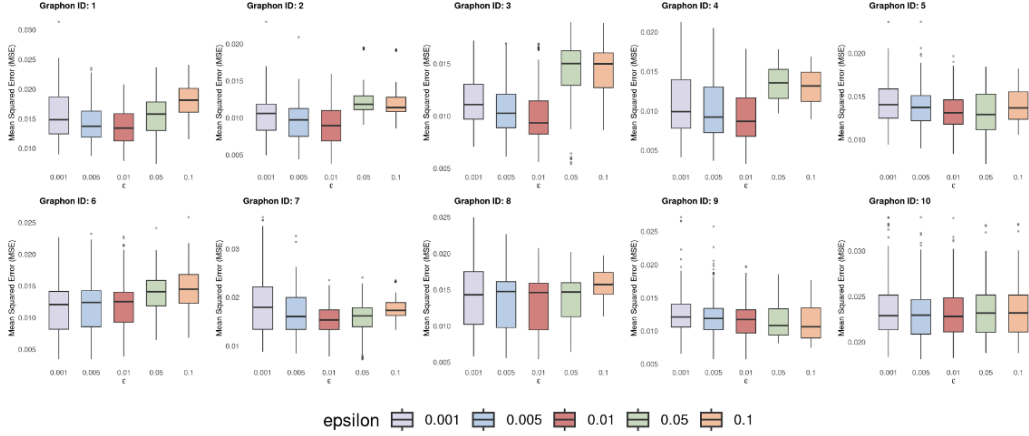 Graphon ID: 1
Mean Squared Error (MSE)
0.030
0.025
0.020
0.015
0.010
0.001 0.005 0.01 0.05 0.1
ε
Graphon ID: 2
Mean Squared Error (MSE)
0.020
0.015
0.010
0.005
0.001 0.005 0.01 0.05 0.1
ε
Graphon ID: 3
Mean Squared Error (MSE)
0.015
0.010
0.005
0.001 0.005 0.01 0.05 0.1
ε
Graphon ID: 4
Mean Squared Error (MSE)
0.020
0.015
0.010
0.005
0.001 0.005 0.01 0.05 0.1
ε
Graphon ID: 5
Mean Squared Error (MSE)
0.020
0.015
0.010
0.001 0.005 0.01 0.05 0.1
ε
Graphon ID: 6
Mean Squared Error (MSE)
0.025
0.020
0.015
0.010
0.005
0.001 0.005 0.01 0.05 0.1
ε
Graphon ID: 7
Mean Squared Error (MSE)
0.03
0.02
0.01
0.001 0.005 0.01 0.05 0.1
ε
Graphon ID: 8
Mean Squared Error (MSE)
0.025
0.020
0.015
0.010
0.005
0.001 0.005 0.01 0.05 0.1
ε
Graphon ID: 9
Mean Squared Error (MSE)
0.025
0.020
0.015
0.010
0.005
0.001 0.005 0.01 0.05 0.1
ε
Graphon ID: 10
Mean Squared Error (MSE)
0.030
0.025
0.020
0.001 0.005 0.01 0.05 0.1
ε
epsilon 0.001 0.005 0.01 0.05 0.1